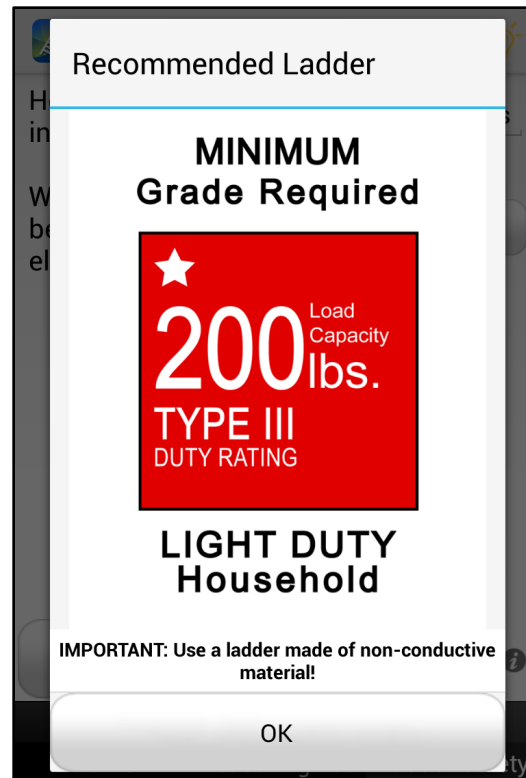 Recommended Ladder
MINIMUM
Grade Required
200 lbs.
Load
Capacity
TYPE III
DUTY RATING
LIGHT DUTY
Household
IMPORTANT: Use a ladder made of non-conductive
material!
OK